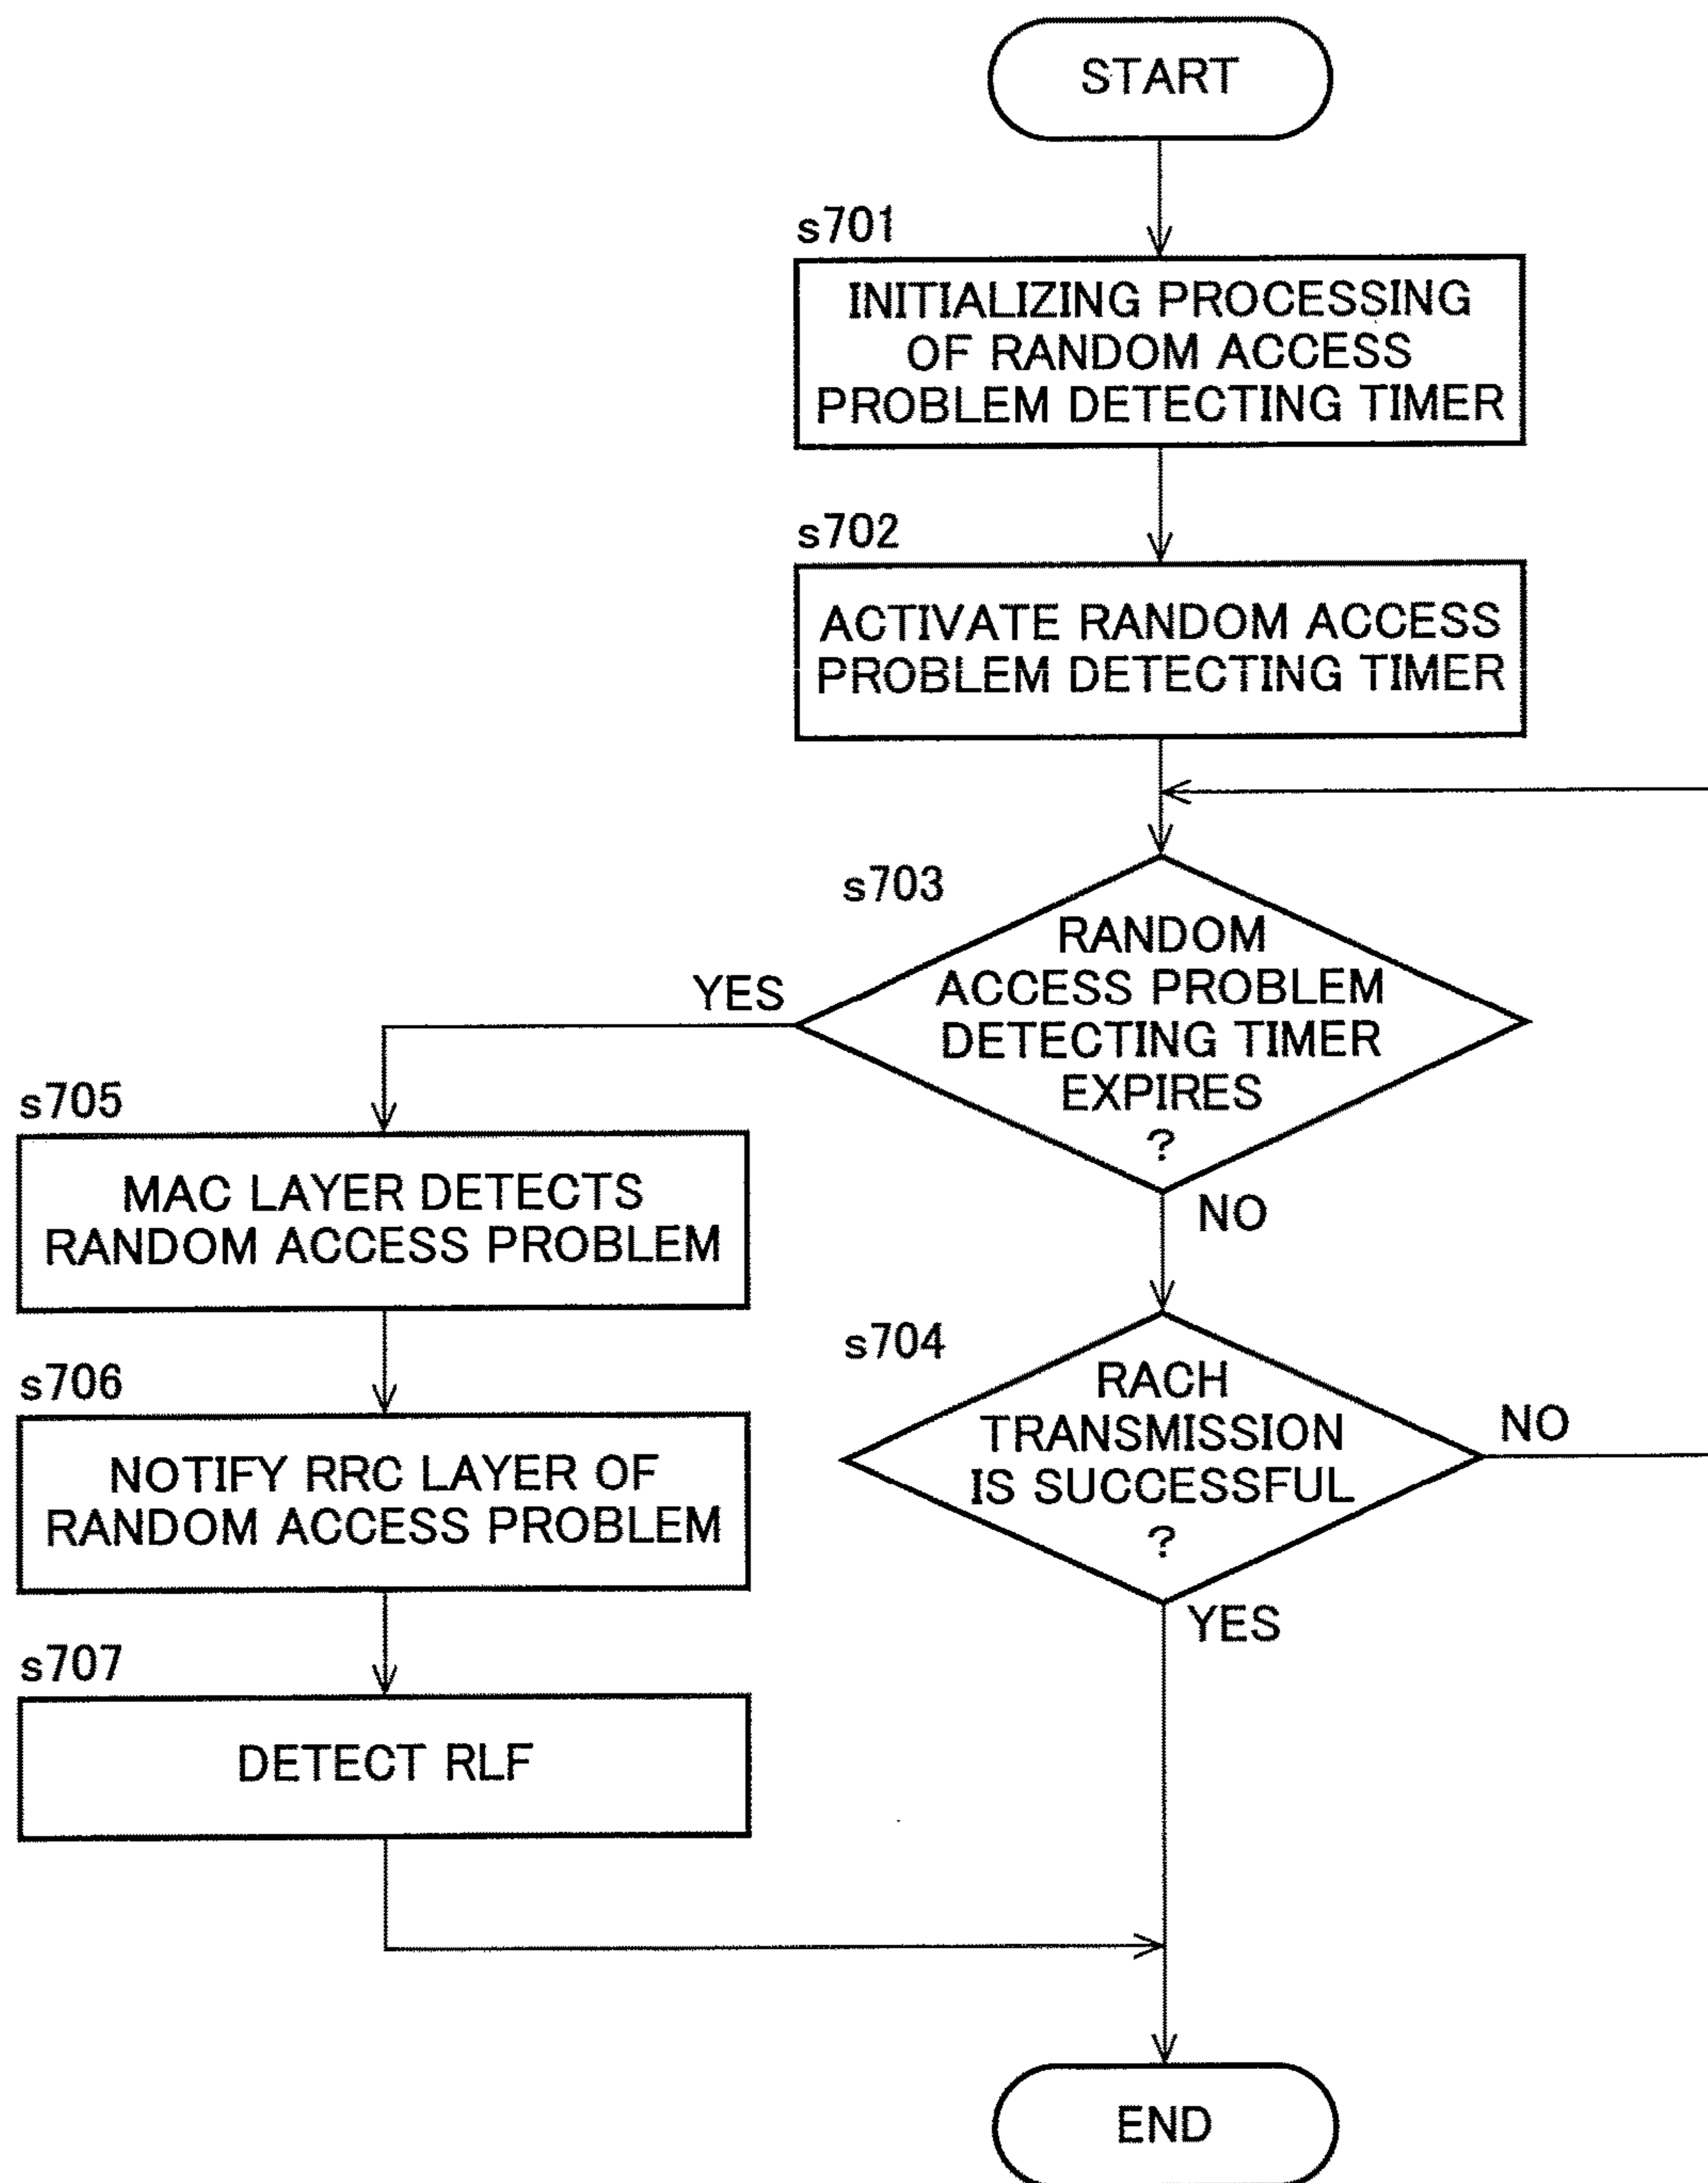 START
s701
INITIALIZING PROCESSING
OF RANDOM ACCESS
PROBLEM DETECTING TIMER
s702
ACTIVATE RANDOM ACCESS
PROBLEM DETECTING TIMER
s703
RANDOM
ACCESS PROBLEM
DETECTING TIMER
EXPIRES
?
YES
NO
s705
MAC LAYER DETECTS
RANDOM ACCESS PROBLEM
s704
RACH
TRANSMISSION
IS SUCCESSFUL
?
NO
YES
s706
NOTIFY RRC LAYER OF
RANDOM ACCESS PROBLEM
s707
DETECT RLF
END